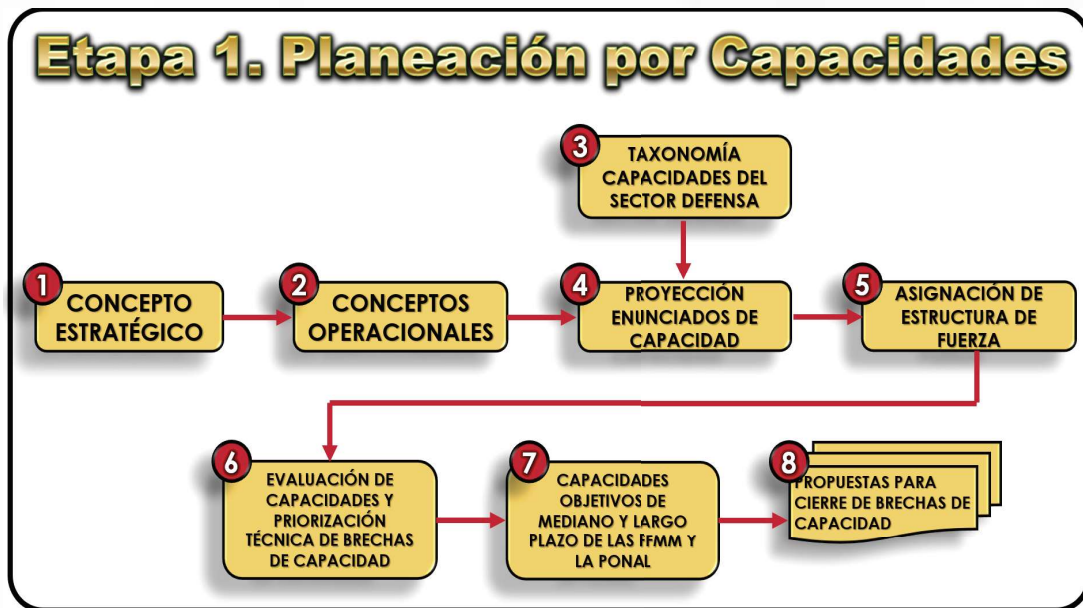 Etapa 1. Planeación por Capacidades
3
TAXONOMÍA
CAPACIDADES DEL
SECTOR DEFENSA
1
CONCEPTO
ESTRATÉGICO
2
CONCEPTOS
OPERACIONALES
4
PROYECCIÓN
ENUNCIADOS DE
CAPACIDAD
5
ASIGNACIÓN DE
ESTRUCTURA DE
FUERZA
6
EVALUACIÓN DE
CAPACIDADES Y
PRIORIZACIÓN
TÉCNICA DE BRECHAS
DE CAPACIDAD
7
CAPACIDADES
OBJETIVOS DE
MEDIANO Y LARGO
PLAZO DE LAS FFMM Y
LA PONAL
8
PROPUESTAS PARA
CIERRE DE BRECHAS DE
CAPACIDAD